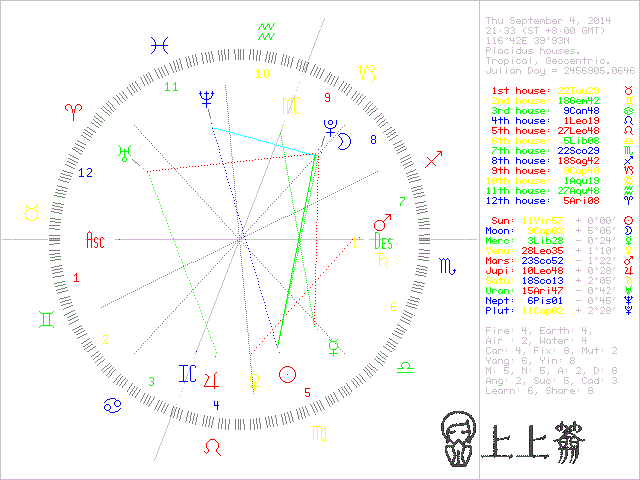 Thu September 4, 2014
21:33 (ST +8:00 GMT)
116°42E 39°93N
Placidus houses.
Tropical, Geocentric.
Julian Day = 2456905.0646
1st house: 22Tau29 ♉
2nd house: 18Gem42 ♊
3rd house: 9Can48 ♋
4th house: 1Leo19 ♌
5th house: 27Leo48 ♌
6th house: 5Lib08 ♎
7th house: 22Sco29 ♏
8th house: 18Sag42 ♐
9th house: 9Cap48 ♑
10th house: 1Aqu19 ♒
11th house: 27Aqu48 ♒
12th house: 5Ari08 ♈
Sun: + 0°00' ☉
Moon: + 5°06' ☽
Merc: 3Lib28 - 0°24' ☿
Venu: 28Leo35 + 1°10' ♀
Mars: 23Sco52 - 1°22' ♂
Jupi: 10Leo48 + 0°28' ♃
Satu: 18Sco13 + 2°05' ♄
Uran: 15Ari47 - 0°42' ♅
Nept: 6Pis01 - 0°45' ♆
Plut: 11Cap02 + 2°28' ♇
Fire: 4, Earth: 4,
Air : 2, Water: 4
Car: 4, Fix: 8, Mut: 2
Yang: 6, Yin: 8
M: 5, N: 5, A: 2, D: 8
Ang: 2, Suc: 5, Cad: 3
Learn: 6, Share: 8
Asc
MC
Des
IC
1
2
3
4
5
6
7
8
9
10
11
12
上上籤